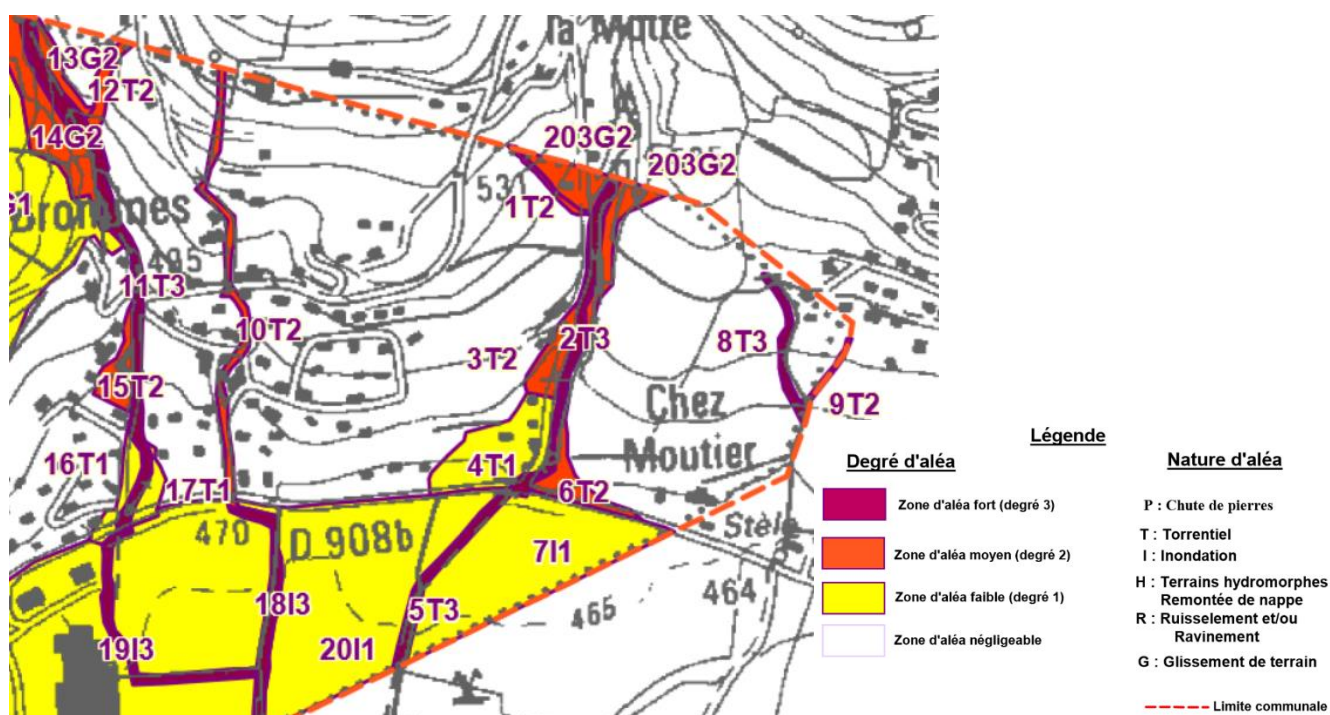 la Motte
13G2
12T2
14G2
203G2
203G2
531
1T2
G1
495
11T3
10T2
2T3
8T3
3T2
15T2
9T2
Chez
Moutier
16T1
17T1
4T1
6T2
470
D 908b
Stèle
7I1
464
18I3
5T3
465
19I3
20I1
Légende
Degré d'aléa
Nature d'aléa
Zone d'aléa fort (degré 3)
Zone d'aléa moyen (degré 2)
Zone d'aléa faible (degré 1)
Zone d'aléa négligeable
P : Chute de pierres
T : Torrentiel
I : Inondation
H : Terrains hydromorphes
Remontée de nappe
R : Ruisselement et/ou
Ravinement
G : Glissement de terrain
Limite communale